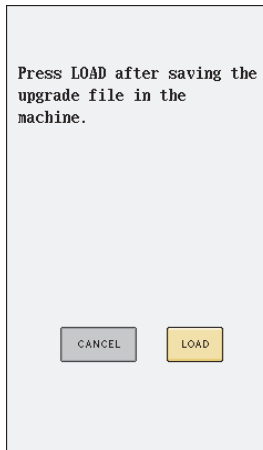 Press LOAD after saving the
upgrade file in the
machine.
CANCEL LOAD